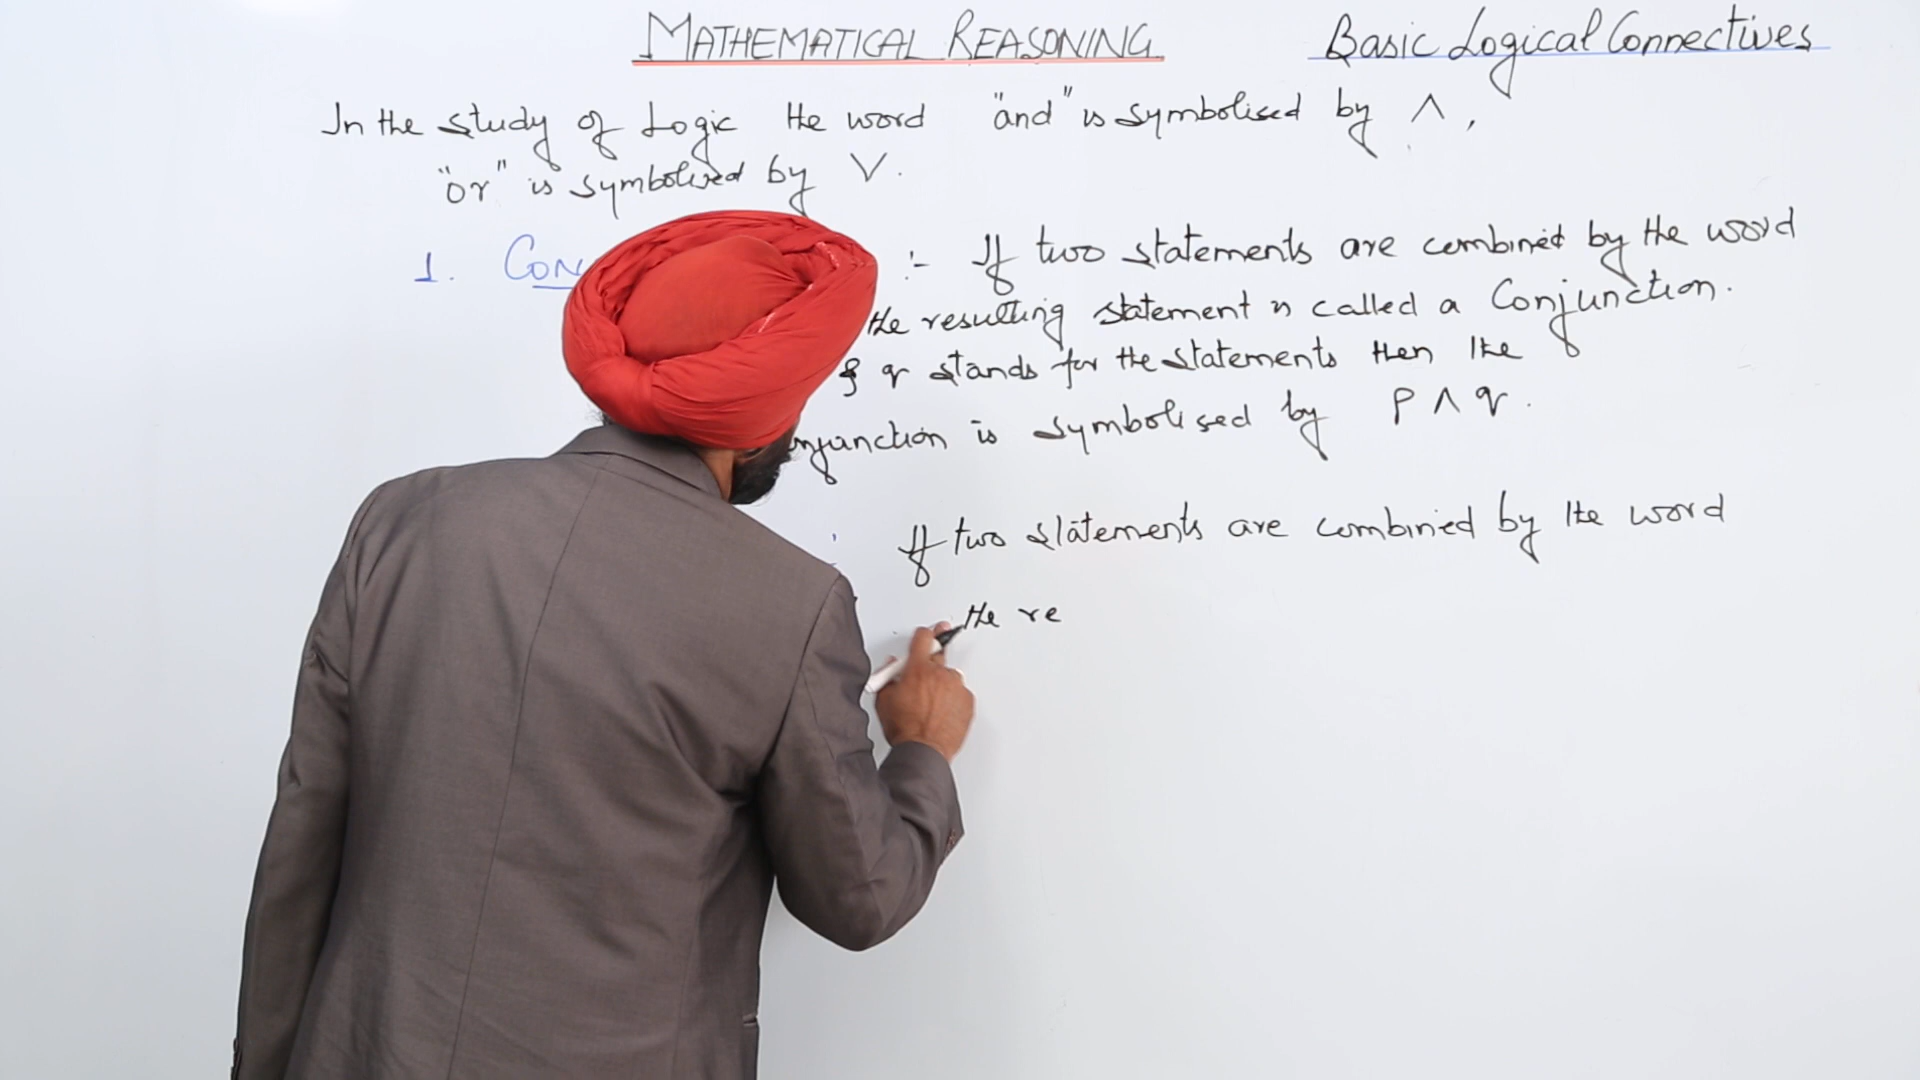 MATHEMATICAL REASONING
Basic Logical Connectives
In the study of Logic the word "and" is symbolised by ∧,
"or" is symbolised by ∨.
1. CON :- If two statements are combined by the word
the resulting statement is called a Conjunction.
& q stands for the statements then the
njunction is symbolised by P ∧ q.
If two statements are combined by the word
the re